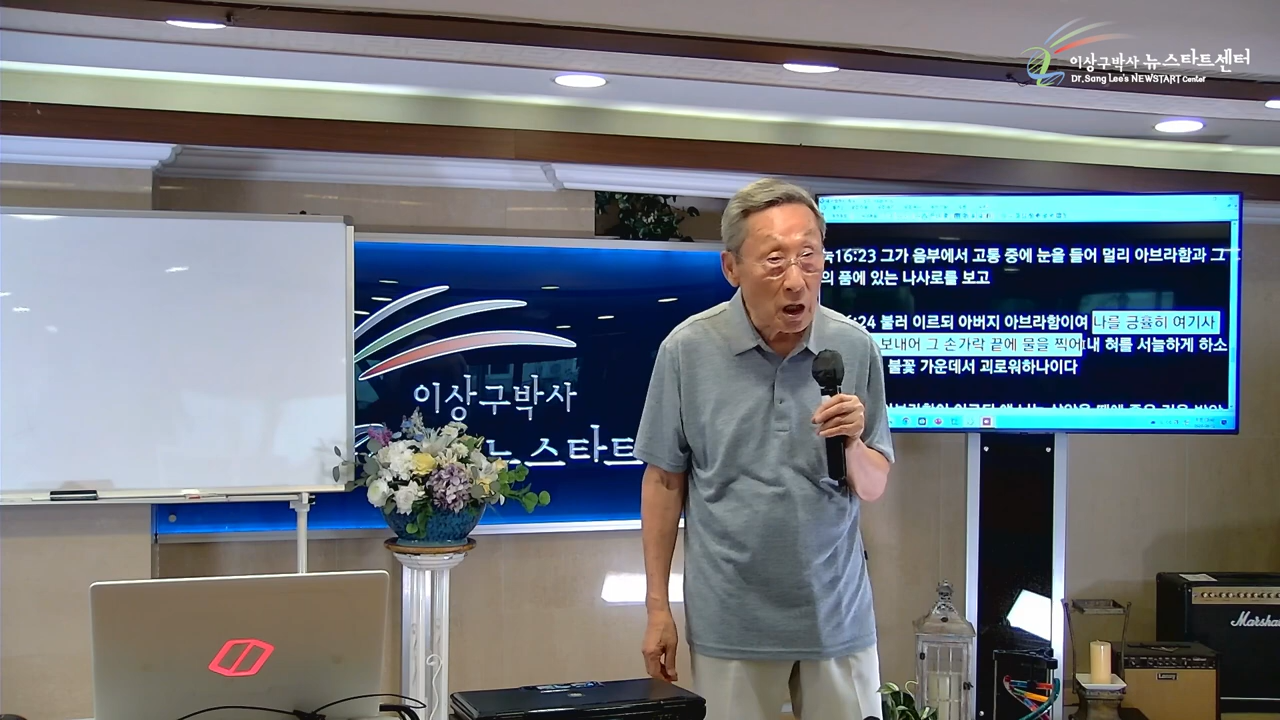 이상구박사 뉴스타트센터
Dr.Sang Lee's NEWSTART Center
눅16:23 그가 음부에서 고통 중에 눈을 들어 멀리 아브라함과 그
의 품에 있는 나사로를 보고
24 불러 이르되 아버지 아브라함이여 나를 긍휼히 여기사
보내어 그 손가락 끝에 물을 찍어 내 혀를 서늘하게 하소
불꽃 가운데서 괴로워하나이다
이상구박사
뉴스타트
Marshall
Laney